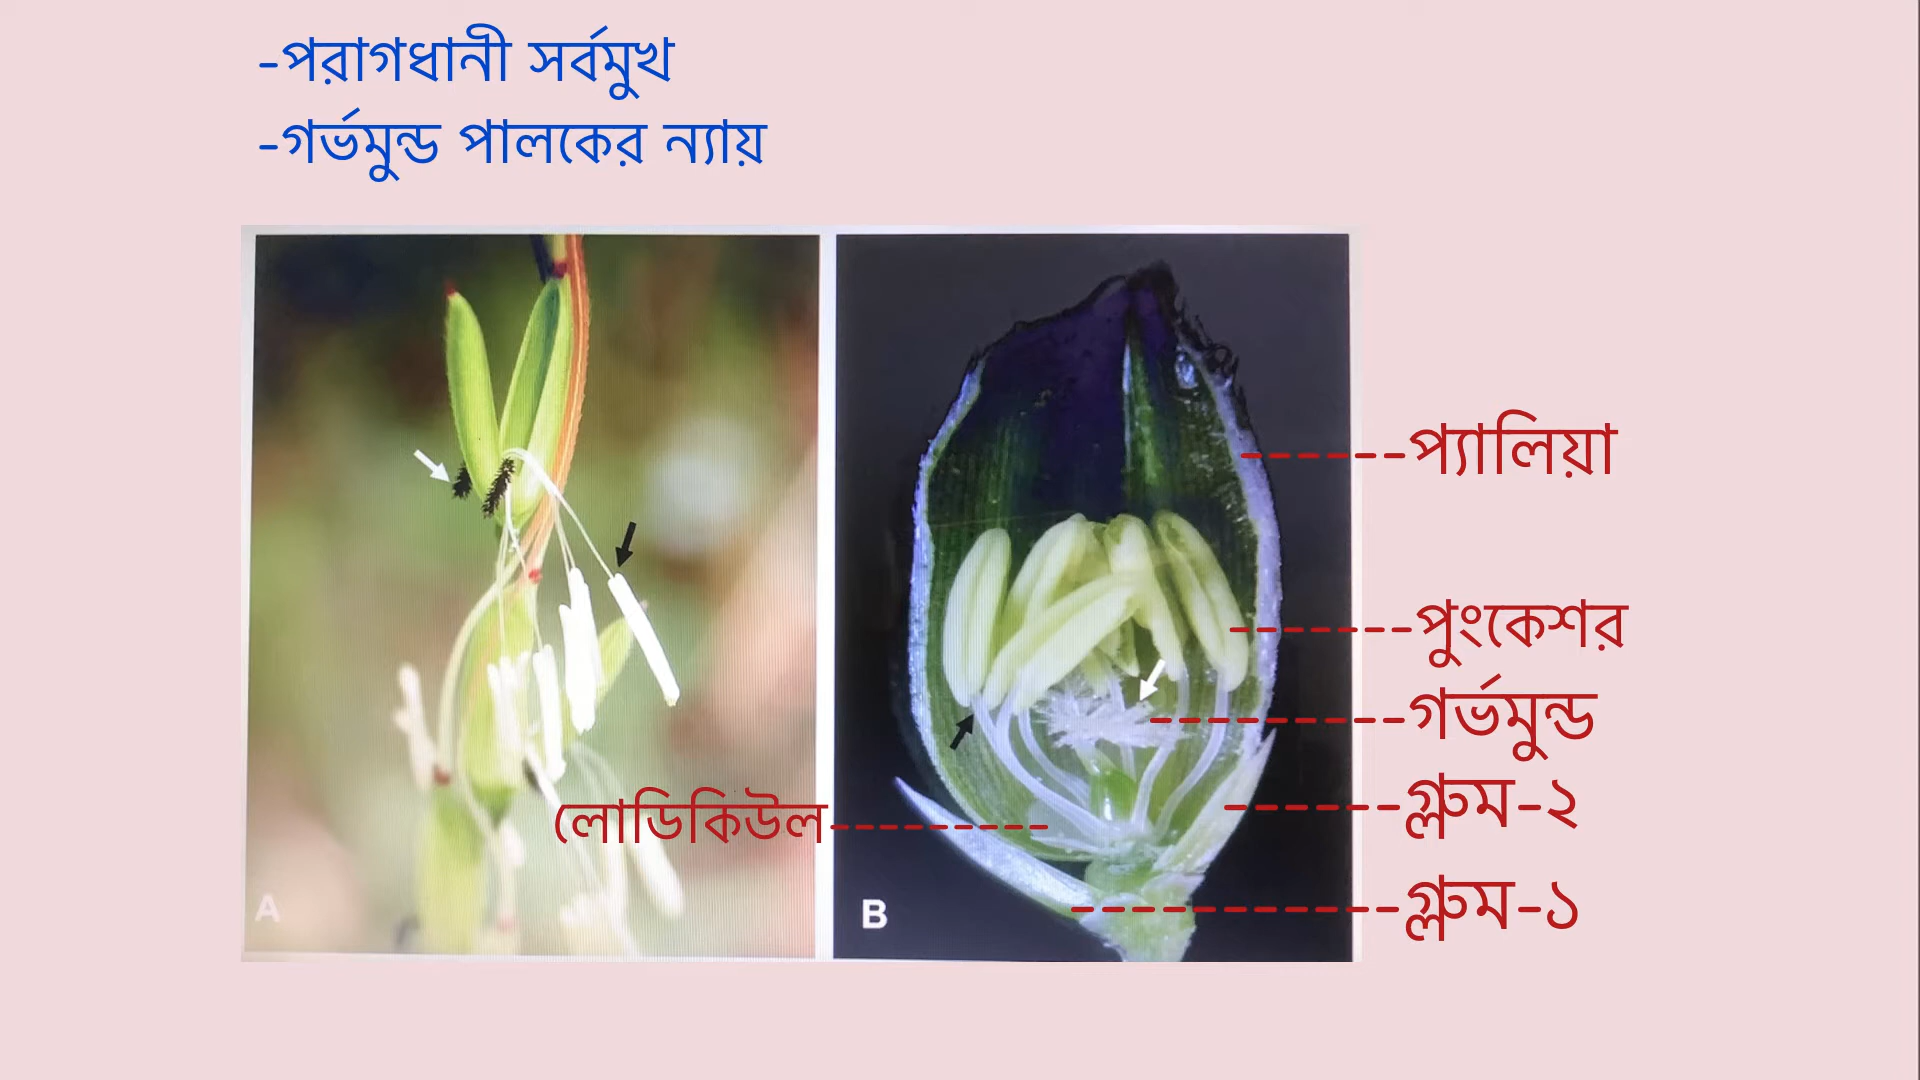 -পরাগধানী সর্বমুখ
-গর্ভমুন্ড পালকের ন্যায়
প্যালিয়া
পুংকেশর
গর্ভমুন্ড
লোডিকিউল
গ্লুম-২
গ্লুম-১
A
B